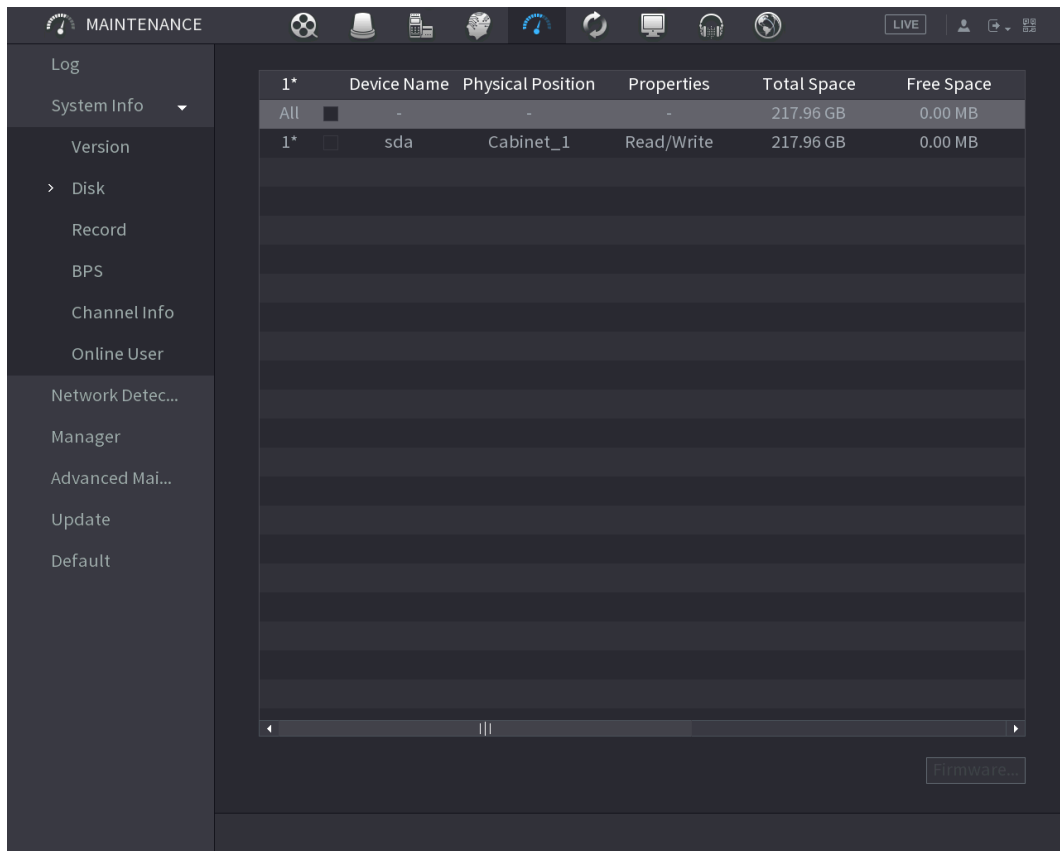 MAINTENANCE
LIVE
Log
System Info
Version
Disk
Record
BPS
Channel Info
Online User
Network Detec...
Manager
Advanced Mai...
Update
Default
1* Device Name Physical Position Properties Total Space Free Space
All - - - 217.96 GB 0.00 MB
1* sda Cabinet_1 Read/Write 217.96 GB 0.00 MB
Firmware...